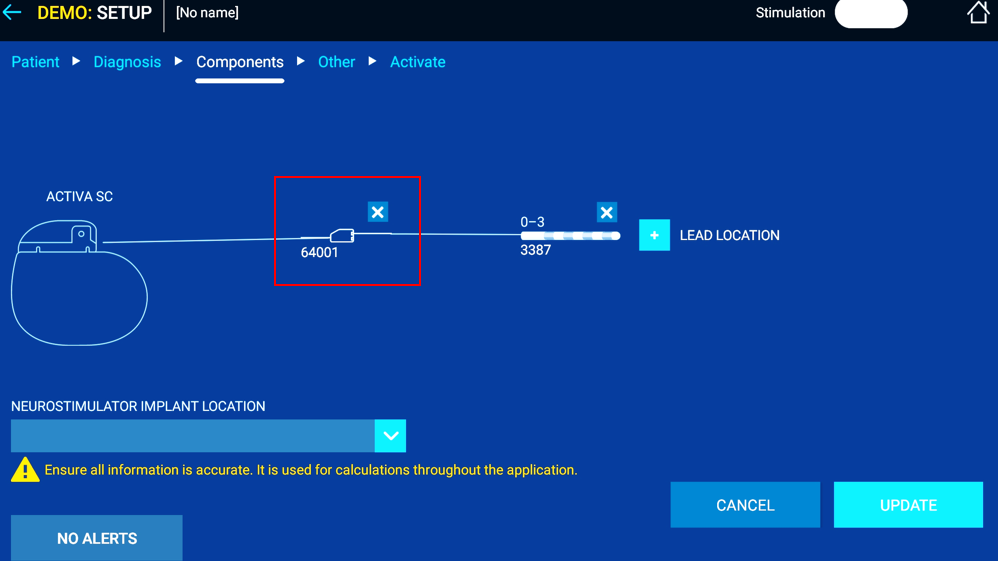 DEMO: SETUP
[No name]
Stimulation
Patient Diagnosis Components Other Activate
ACTIVA SC
64001
0–3
3387
LEAD LOCATION
NEUROSTIMULATOR IMPLANT LOCATION
Ensure all information is accurate. It is used for calculations throughout the application.
CANCEL
UPDATE
NO ALERTS